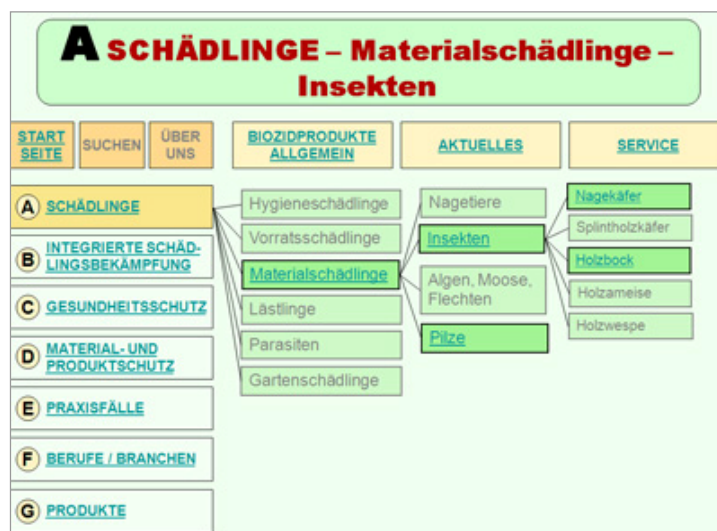 A SCHÄDLINGE – Materialschädlinge –
Insekten
START
SEITE
SUCHEN
ÜBER
UNS
BIOZIDPRODUKTE
ALLGEMEIN
AKTUELLES
SERVICE
A SCHÄDLINGE
B INTEGRIERTE SCHÄD-
LINGSBEKÄMPFUNG
C GESUNDHEITSSCHUTZ
D MATERIAL- UND
PRODUKTSCHUTZ
E PRAXISFÄLLE
F BERUFE / BRANCHEN
G PRODUKTE
Hygieneschädlinge
Vorratsschädlinge
Materialschädlinge
Lästlinge
Parasiten
Gartenschädlinge
Nagetiere
Insekten
Algen, Moose,
Flechten
Pilze
Nagekäfer
Splintholzkäfer
Holzbock
Holzameise
Holzwespe